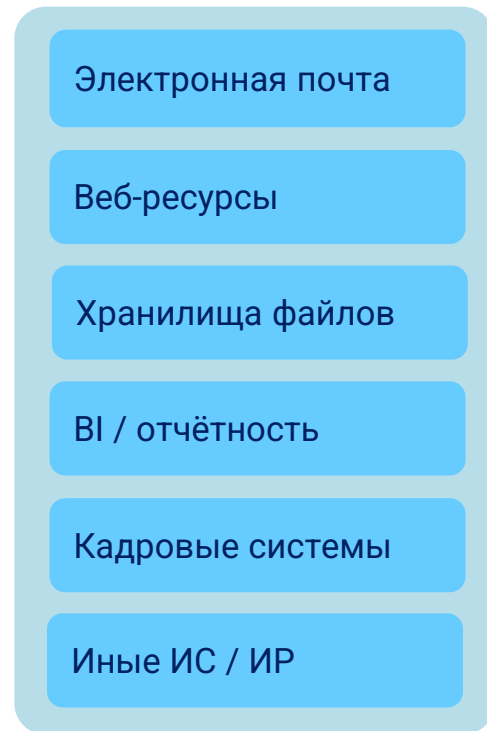 Электронная почта
Веб-ресурсы
Хранилища файлов
BI / отчётность
Кадровые системы
Иные ИС / ИР